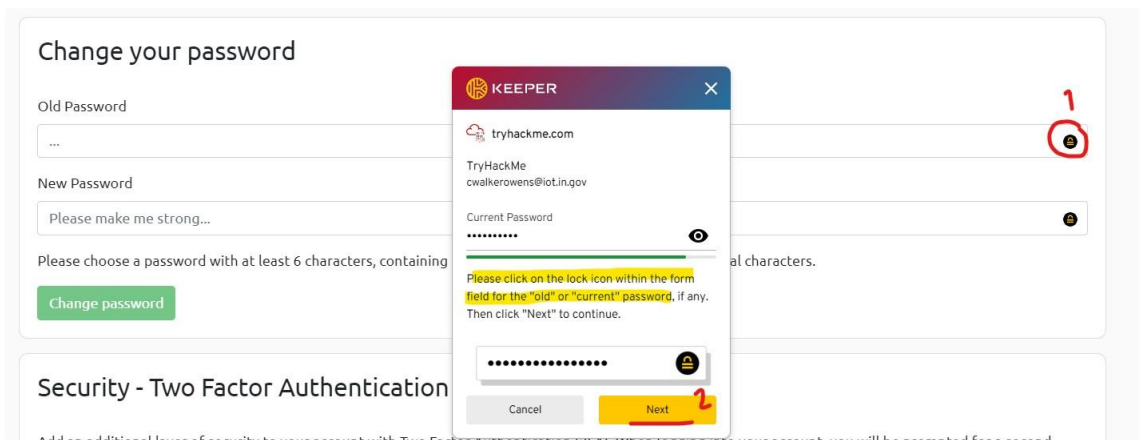 Change your password
KEEPER
Old Password
1
tryhackme.com
...
TryHackMe
cwalkerowens@iot.in.gov
New Password
Current Password
Please make me strong...
••••••••••
Please choose a password with at least 6 characters, containing
al characters.
Please click on the lock icon within the form
field for the "old" or "current" password, if any.
Then click "Next" to continue.
Change password
••••••••••••••••
Security - Two Factor Authentication
Cancel
Next
2